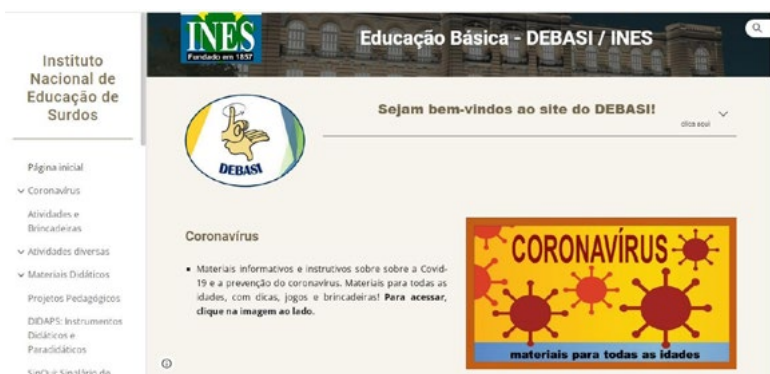 Instituto
Nacional de
Educação de
Surdos
Página inicial
Coronavírus
Atividades e
Brincadeiras
Atividades diversas
Materiais Didáticos
Projetos Pedagógicos
DIDAPS: Instrumentos
Didáticos e
Paradidáticos
INES
Fundado em 1857
Educação Básica - DEBASI / INES
DEBASI
Sejam bem-vindos ao site do DEBASI!
clica aqui
Coronavírus
Materiais informativos e instrutivos sobre sobre a Covid-
19 e a prevenção do coronavírus. Materiais para todas as
idades, com dicas, jogos e brincadeiras! Para acessar,
clique na imagem ao lado.
CORONAVÍRUS
materiais para todas as idades